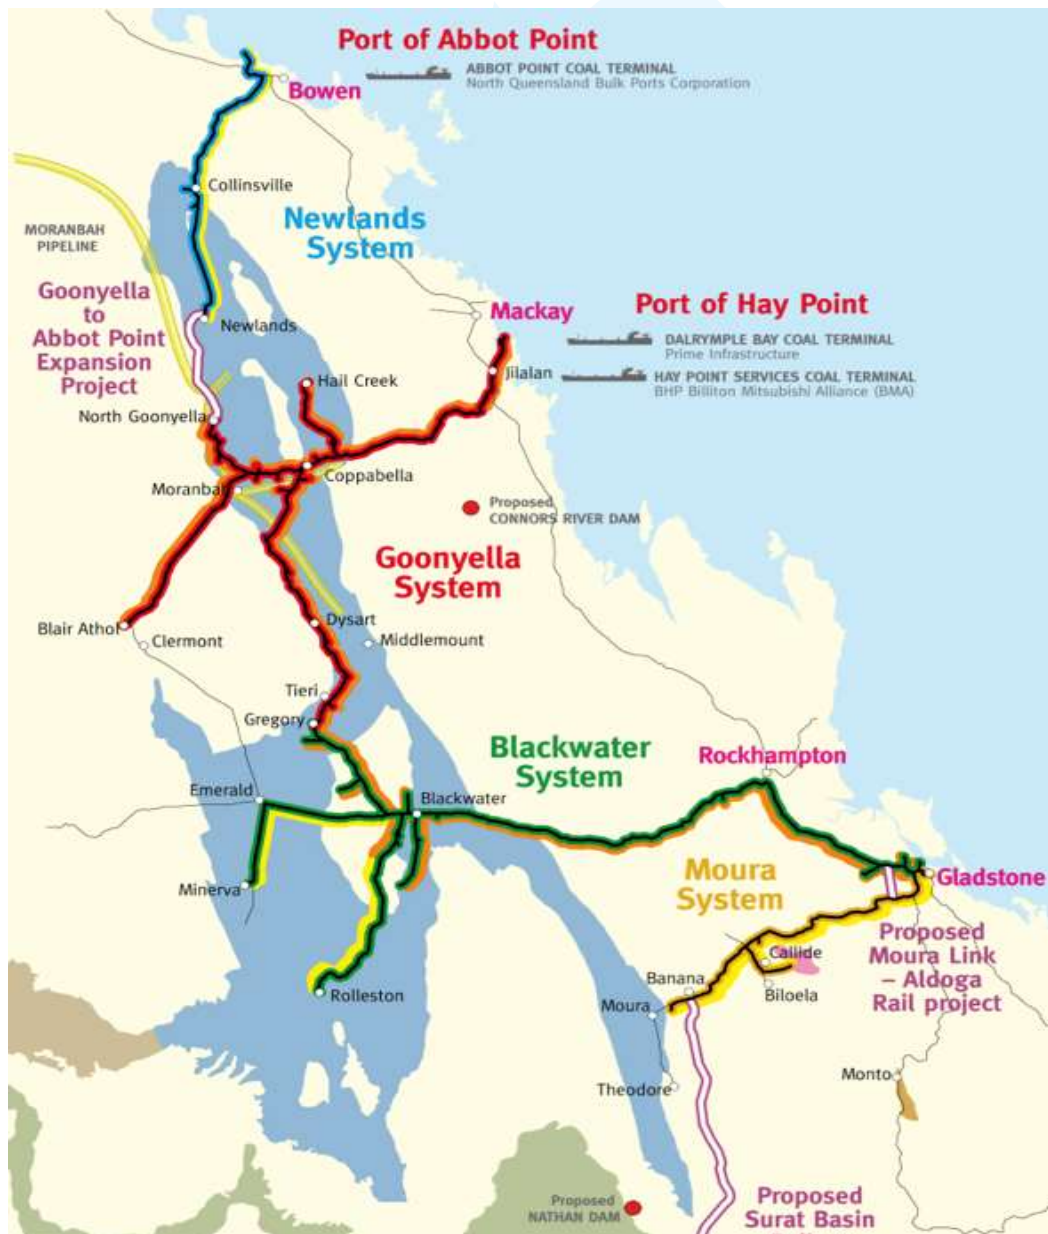 Port of Abbot Point
ABBOT POINT COAL TERMINAL
North Queensland Bulk Ports Corporation
Bowen
Collinsville
Newlands
System
MORANBAH
PIPELINE
Goonyella
to
Abbot Point
Expansion
Project
Newlands
Mackay
Port of Hay Point
DALRYMPLE BAY COAL TERMINAL
Prime Infrastructure
HAY POINT SERVICES COAL TERMINAL
BHP Billiton Mitsubishi Alliance (BMA)
Jilalan
Hail Creek
North Goonyella
Coppabella
Moranbah
Proposed
CONNORS RIVER DAM
Goonyella
System
Blair Athol
Clermont
Dysart
Middlemount
Tieri
Gregory
Blackwater
System
Rockhampton
Emerald
Blackwater
Minerva
Moura
System
Gladstone
Rolleston
Callide
Banana
Biloela
Moura
Proposed
Moura Link
– Aldoga
Rail project
Theodore
Monto
Proposed
NATHAN DAM
Proposed
Surat Basin